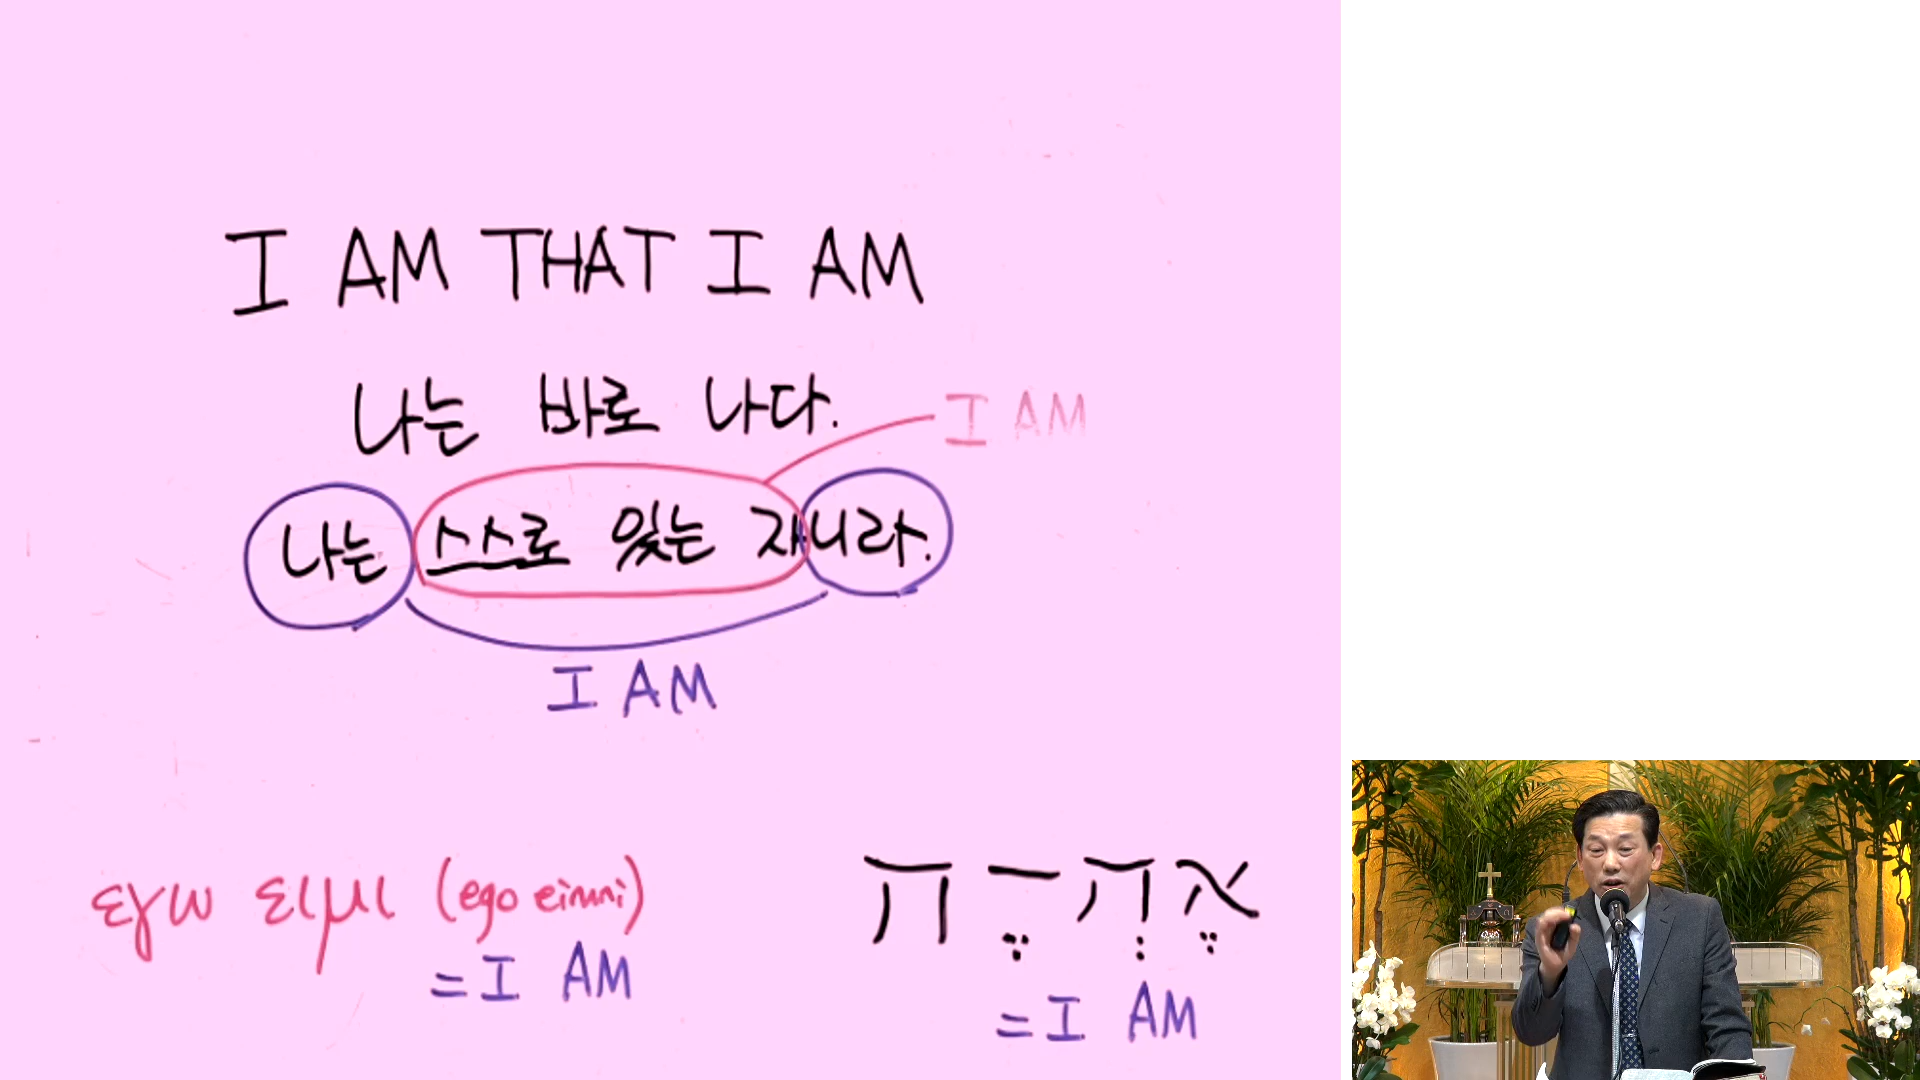 I AM THAT I AM
나는 바로 나다.
I AM
나는 스스로 있는 자니라.
I AM
εγω ειμι (ego eimi)
= I AM
אֶהְיֶה
= I AM